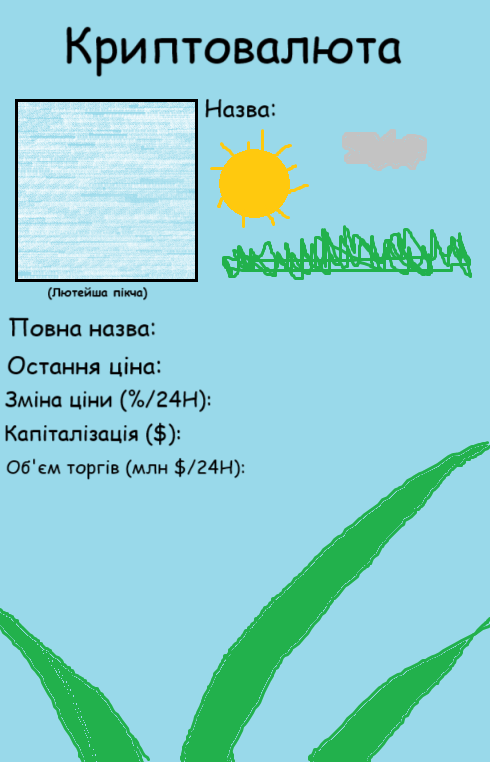 Криптовалюта
Назва:
(Лютейша пікча)
Повна назва:
Остання ціна:
Зміна ціни (%/24H):
Капіталізація ($):
Об'єм торгів (млн $/24H):